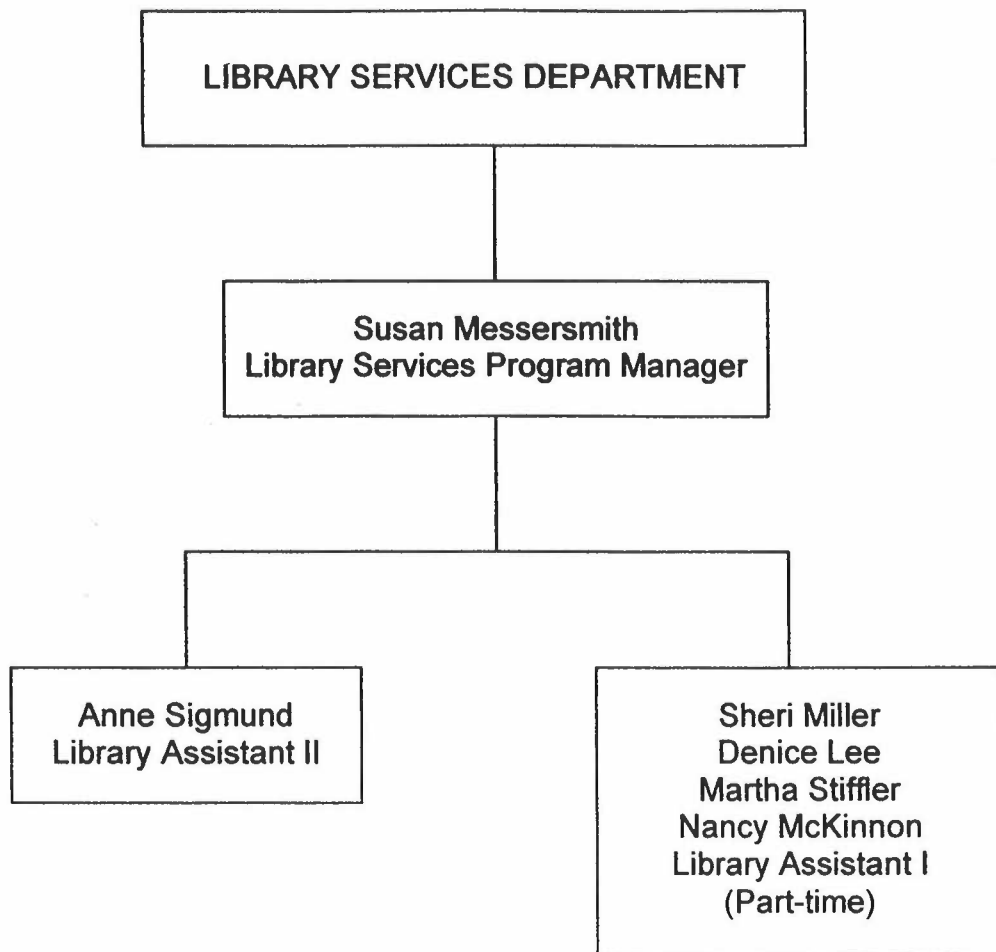 LIBRARY SERVICES DEPARTMENT
Susan Messersmith
Library Services Program Manager
Anne Sigmund
Library Assistant II
Sheri Miller
Denice Lee
Martha Stiffler
Nancy McKinnon
Library Assistant I
(Part-time)